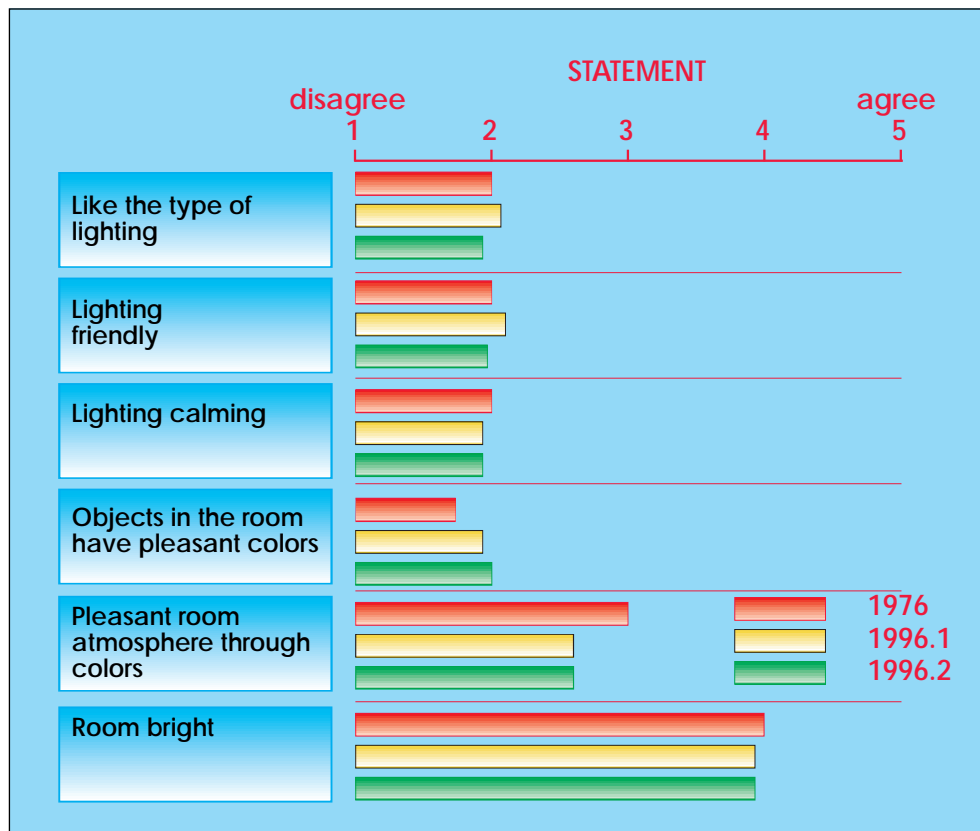 STATEMENT
disagree agree
1 2 3 4 5
Like the type of
lighting
Lighting
friendly
Lighting calming
Objects in the room
have pleasant colors
Pleasant room
atmosphere through
colors
1976
1996.1
1996.2
Room bright